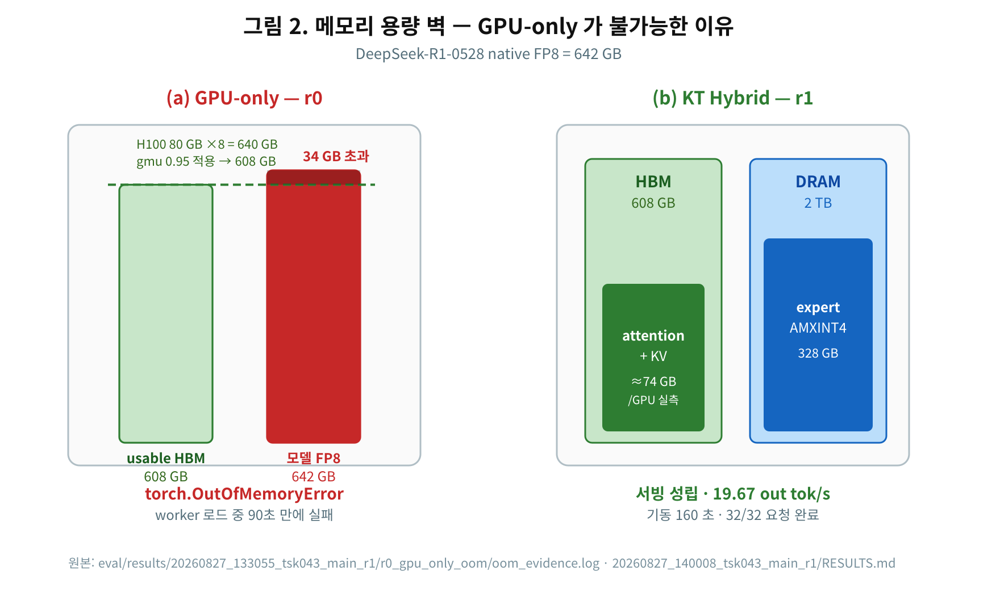 그림 2. 메모리 용량 벽 — GPU-only 가 불가능한 이유
DeepSeek-R1-0528 native FP8 = 642 GB
(a) GPU-only — r0
H100 80 GB ×8 = 640 GB
gmu 0.95 적용 → 608 GB
34 GB 초과
usable HBM
608 GB
모델 FP8
642 GB
torch.OutOfMemoryError
worker 로드 중 90초 만에 실패
(b) KT Hybrid — r1
HBM
608 GB
attention
+ KV
≈74 GB
/GPU 실측
DRAM
2 TB
expert
AMXINT4
328 GB
서빙 성립 · 19.67 out tok/s
기동 160 초 · 32/32 요청 완료
원본: eval/results/20260827_133055_tsk043_main_r1/r0_gpu_only_oom/oom_evidence.log · 20260827_140008_tsk043_main_r1/RESULTS.md